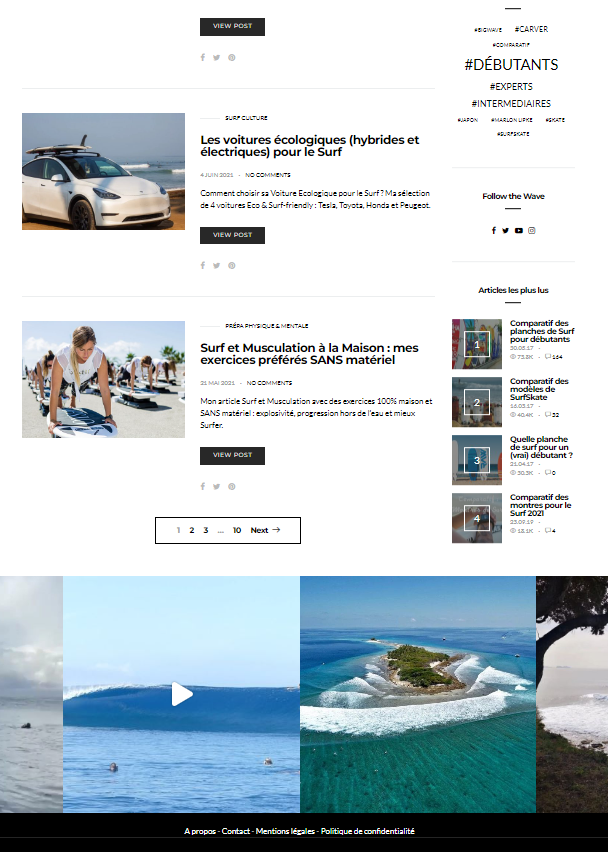 VIEW POST
SURF CULTURE
Les voitures écologiques (hybrides et
électriques) pour le Surf
4 JUIN 2021 - NO COMMENTS
Comment choisir sa Voiture Ecologique pour le Surf ? Ma sélection
de 4 voitures Eco & Surf-friendly : Tesla, Toyota, Honda et Peugeot.
VIEW POST
PRÉPA PHYSIQUE & MENTALE
Surf et Musculation à la Maison : mes
exercices préférés SANS matériel
21 MAI 2021 - NO COMMENTS
Mon article Surf et Musculation avec des exercices 100% maison et
SANS matériel : explosivité, progression hors de l'eau et mieux
Surfer.
VIEW POST
1 2 3 … 10 Next →
#BIGWAVE #CARVER
#COMPARATIF
#DÉBUTANTS
#EXPERTS
#INTERMEDIAIRES
#JAPON #MARLON LIPKE #SKATE
#SURFSKATE
Follow the Wave
Articles les plus lus
1
Comparatif des
planches de Surf
pour débutants
20.05.17 -
75.8K 164
2
Comparatif des
modèles de
SurfSkate
16.03.17 -
40.4K 32
3
Quelle planche
de surf pour un
(vrai) débutant ?
21.04.17 -
30.3K 0
4
Comparatif des
montres pour le
Surf 2021
23.09.19 -
18.1K 4
A propos - Contact - Mentions légales - Politique de confidentialité